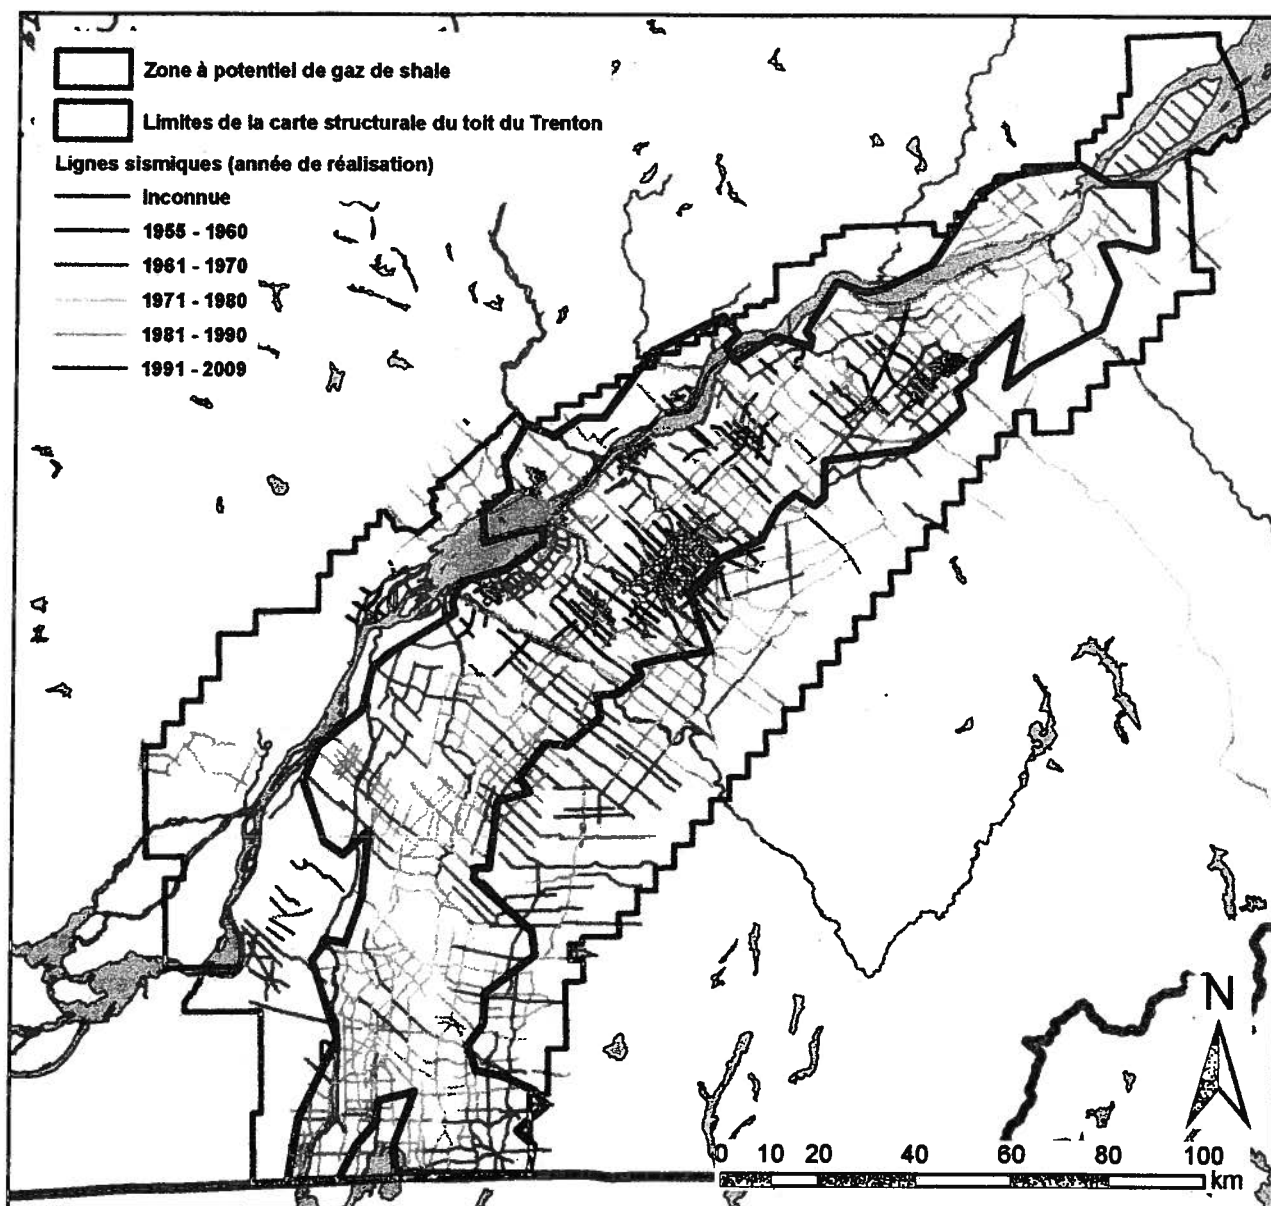 Zone à potentiel de gaz de shale
Limites de la carte structurale du toit du Trenton
Lignes sismiques (année de réalisation)
Inconnue
1955 - 1960
1961 - 1970
1971 - 1980
1981 - 1990
1991 - 2009
N
0 10 20 40 60 80 100
km